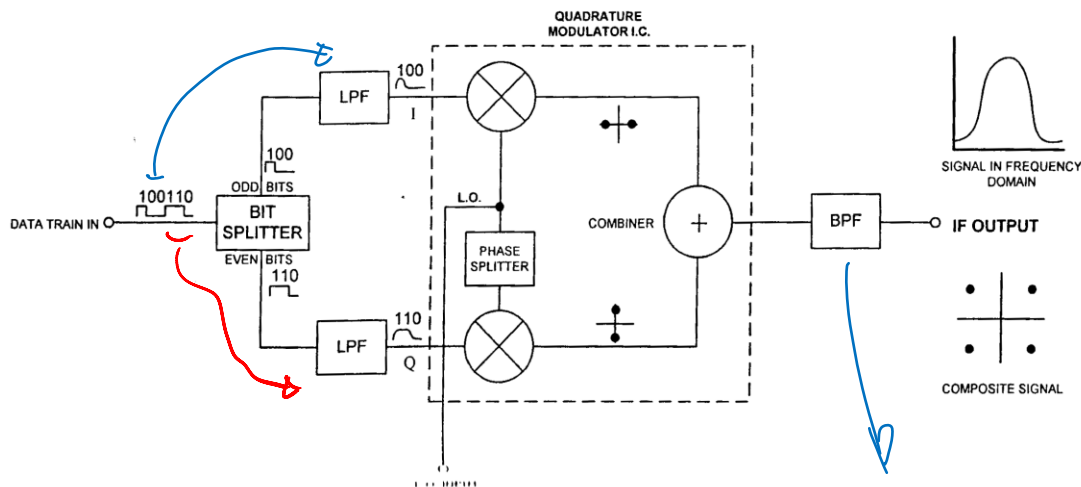 QUADRATURE
MODULATOR I.C.
LPF
100
I
100
ODD BITS
100110
DATA TRAIN IN
BIT
SPLITTER
EVEN BITS
110
LPF
110
Q
L.O.
PHASE
SPLITTER
COMBINER
+
BPF
IF OUTPUT
SIGNAL IN FREQUENCY
DOMAIN
COMPOSITE SIGNAL